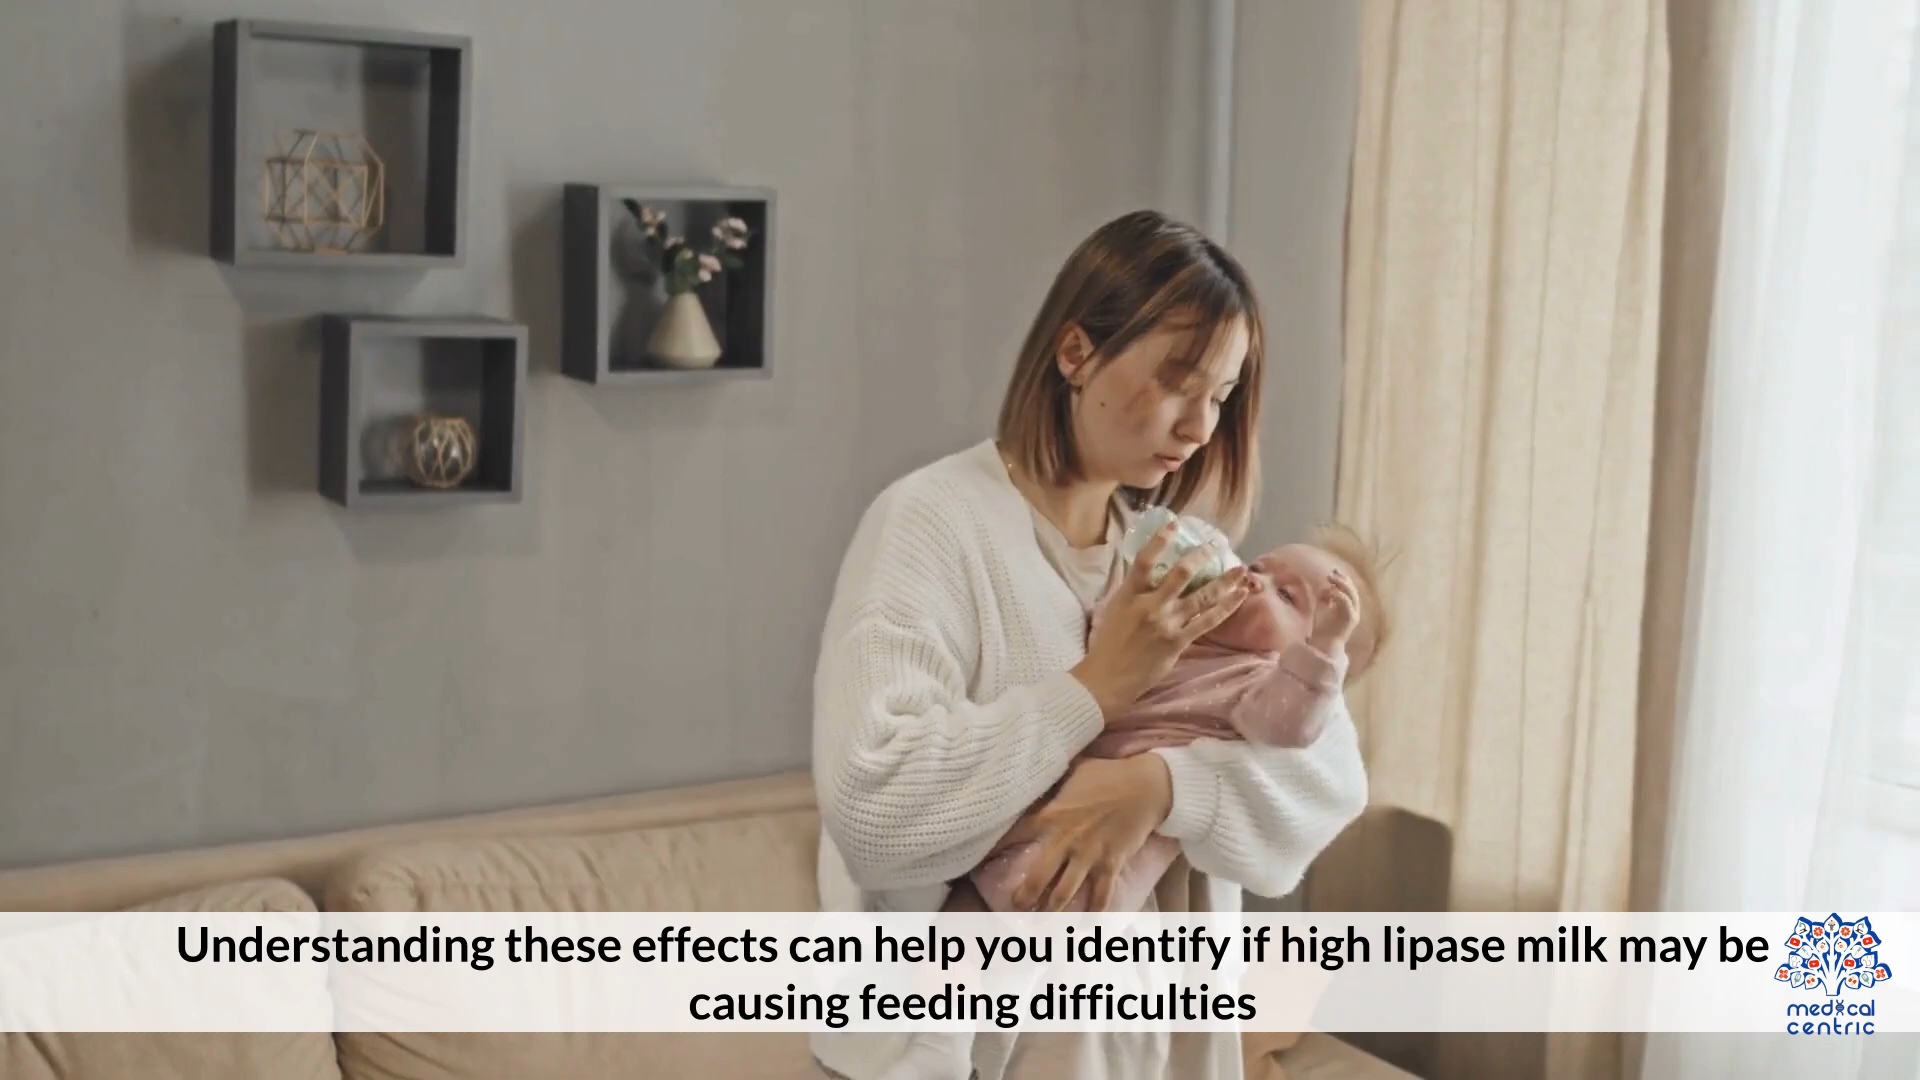 Understanding these effects can help you identify if high lipase milk may be
causing feeding difficulties
medical
centric